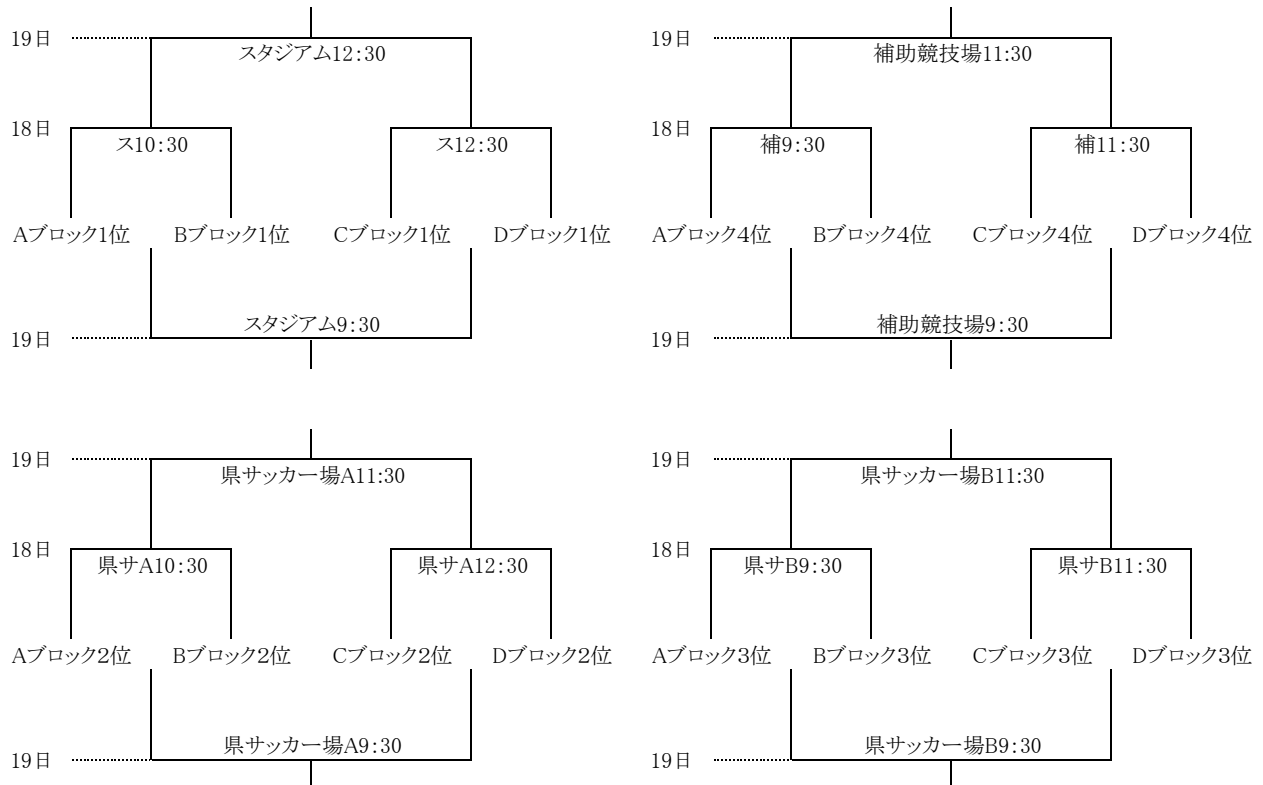 19日
スタジアム12:30
18日
ス10:30
ス12:30
Aブロック1位
Bブロック1位
Cブロック1位
Dブロック1位
スタジアム9:30
19日
19日
補助競技場11:30
18日
補9:30
補11:30
Aブロック4位
Bブロック4位
Cブロック4位
Dブロック4位
補助競技場9:30
19日
19日
県サッカー場A11:30
18日
県サA10:30
県サA12:30
Aブロック2位
Bブロック2位
Cブロック2位
Dブロック2位
県サッカー場A9:30
19日
19日
県サッカー場B11:30
18日
県サB9:30
県サB11:30
Aブロック3位
Bブロック3位
Cブロック3位
Dブロック3位
県サッカー場B9:30
19日